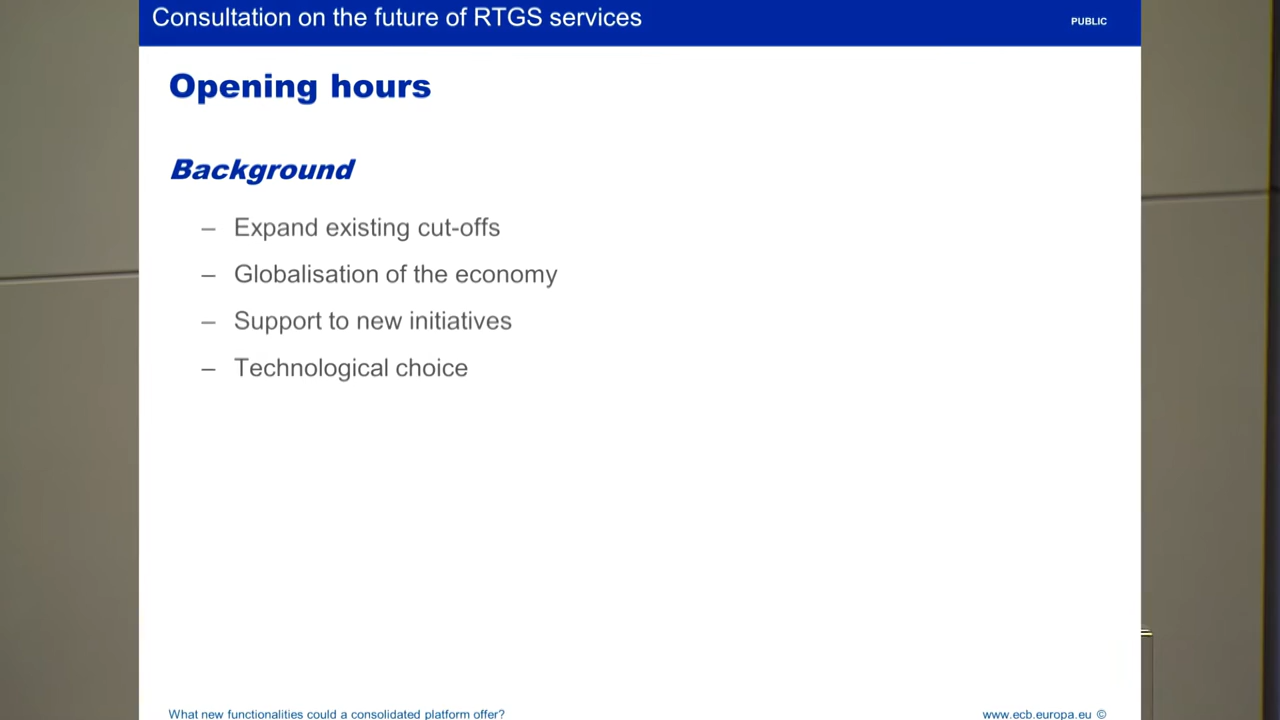 Consultation on the future of RTGS services
PUBLIC
Opening hours
Background
– Expand existing cut-offs
– Globalisation of the economy
– Support to new initiatives
– Technological choice
What new functionalities could a consolidated platform offer?
www.ecb.europa.eu ©